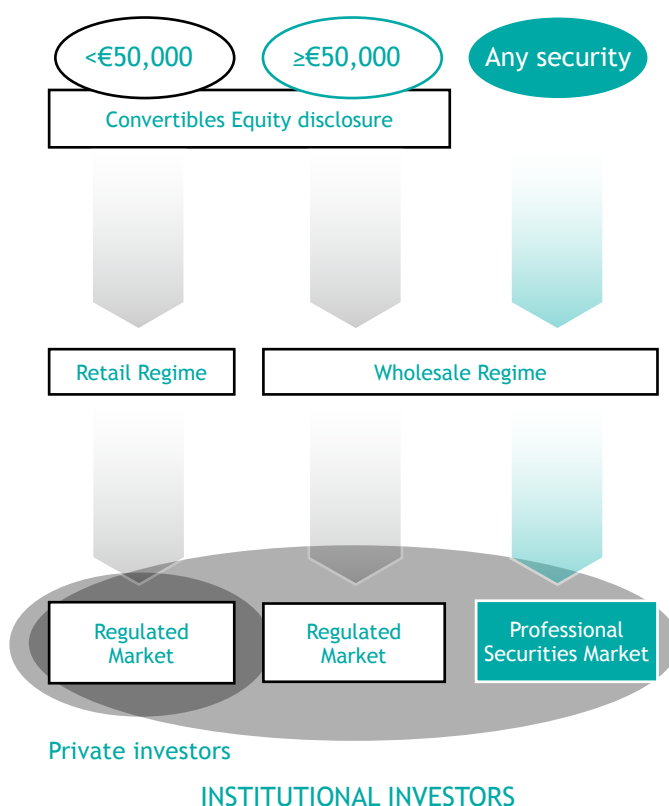 <€50,000
≥€50,000
Any security
Convertibles Equity disclosure
Retail Regime
Wholesale Regime
Regulated
Market
Regulated
Market
Professional
Securities Market
Private investors
INSTITUTIONAL INVESTORS